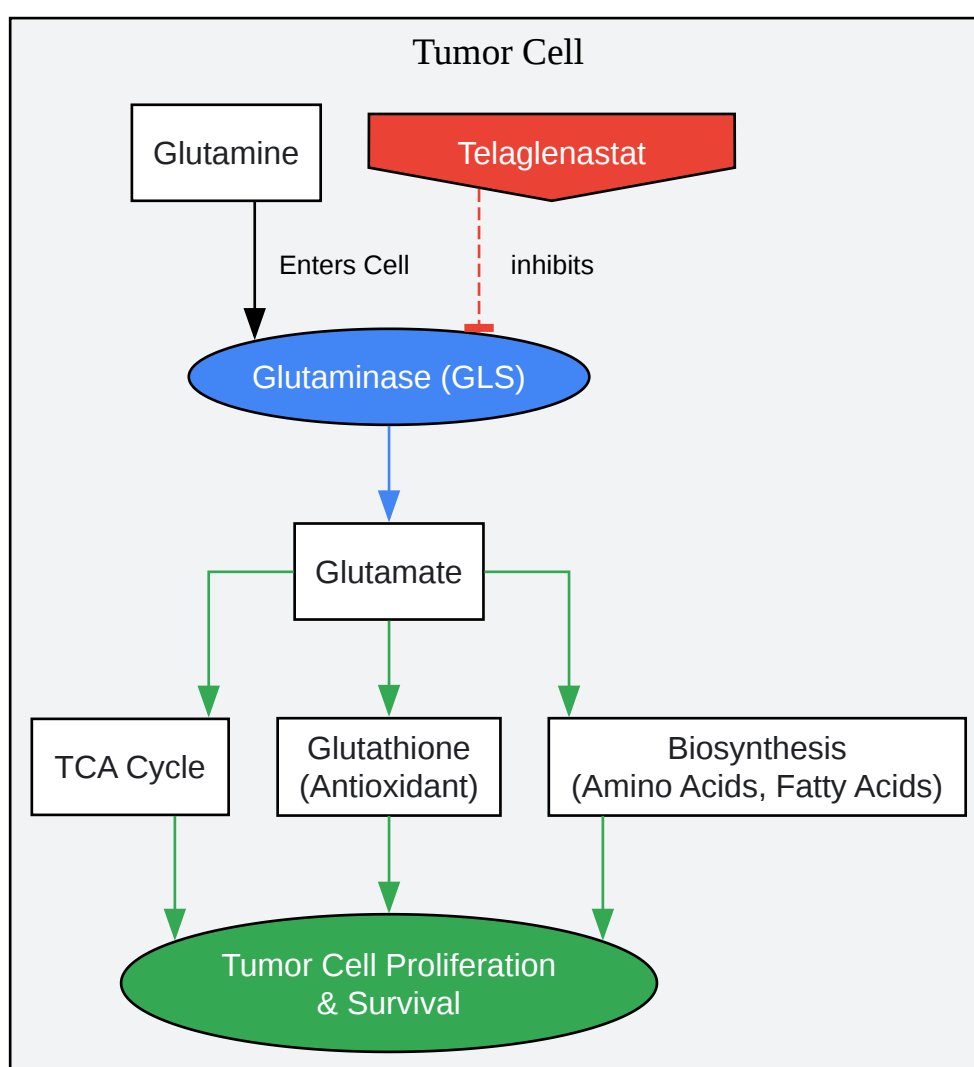 Tumor Cell
Glutamine
Telaglenastat
Enters Cell
inhibits
Glutaminase (GLS)
Glutamate
TCA Cycle
Glutathione
(Antioxidant)
Biosynthesis
(Amino Acids, Fatty Acids)
Tumor Cell Proliferation
& Survival